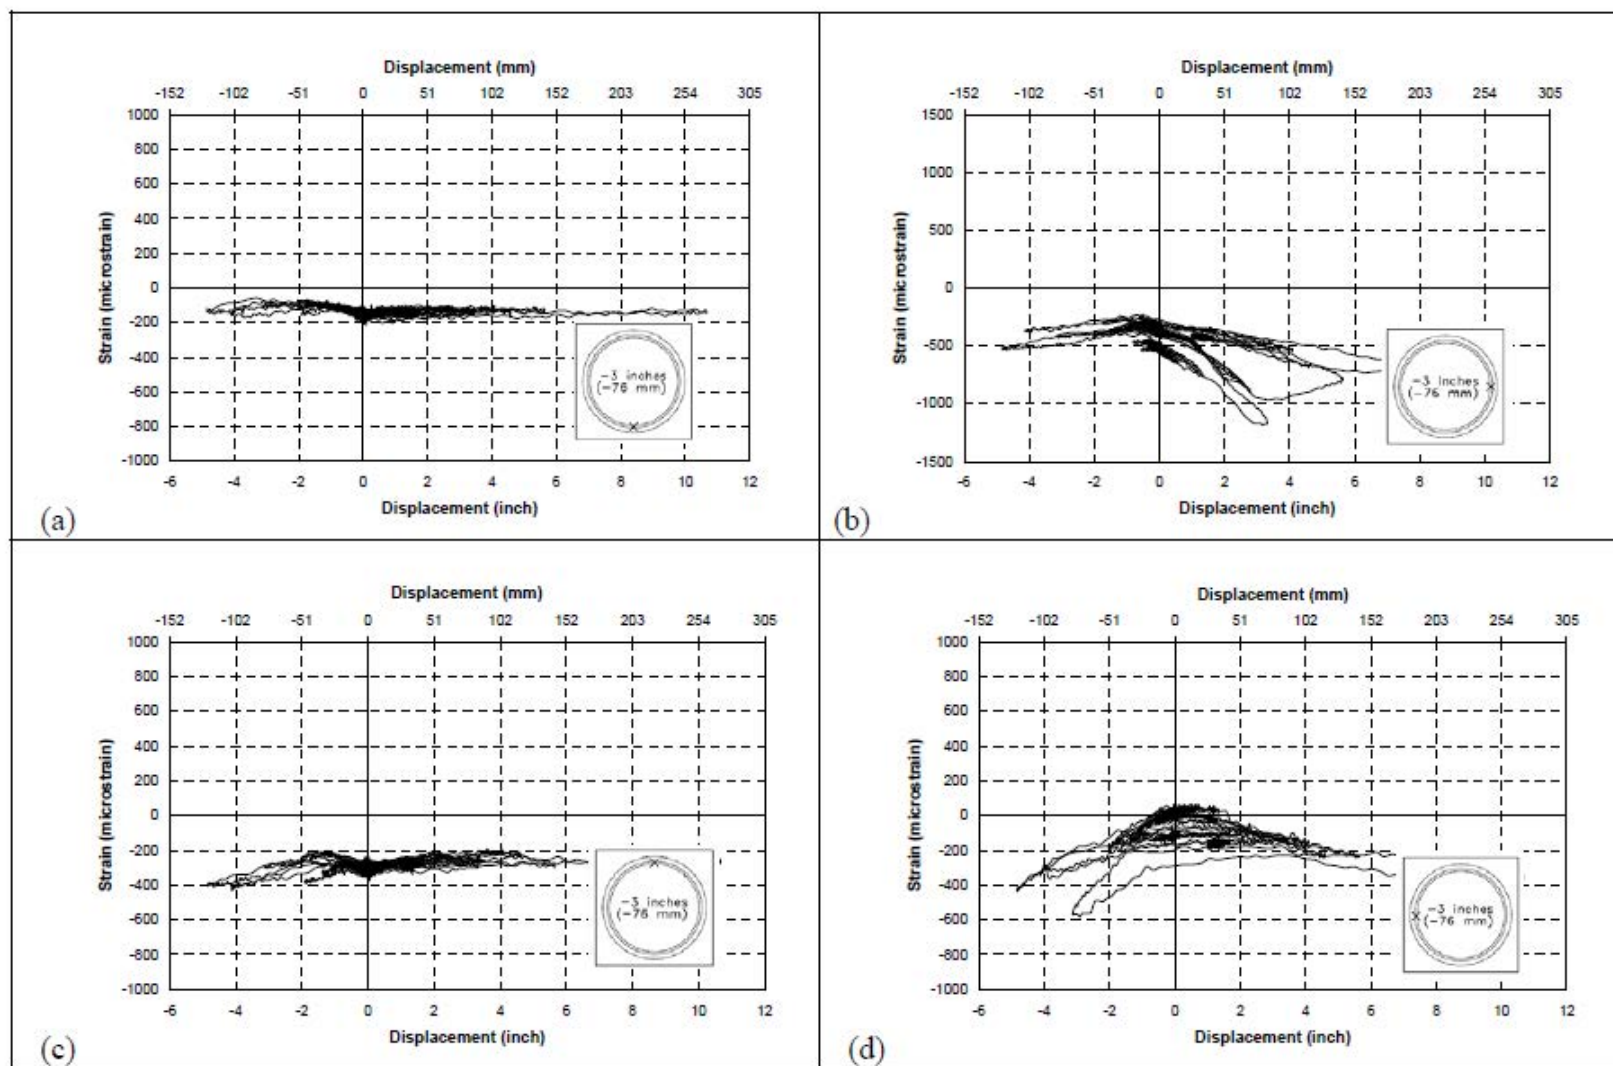 Displacement (mm)
-152 -102 -51 0 51 102 152 203 254 305
1000
800
600
400
200
0
-200
-400
-600
-800
-1000
Strain (microstrain)
-3 inches
(-76 mm)
-6 -4 -2 0 2 4 6 8 10 12
Displacement (inch)
(a)
Displacement (mm)
-152 -102 -51 0 51 102 152 203 254 305
1500
1000
500
0
-500
-1000
-1500
Strain (microstrain)
-3 inches
(-76 mm)
-6 -4 -2 0 2 4 6 8 10 12
Displacement (inch)
(b)
Displacement (mm)
-152 -102 -51 0 51 102 152 203 254 305
1000
800
600
400
200
0
-200
-400
-600
-800
-1000
Strain (microstrain)
-3 inches
(-76 mm)
-6 -4 -2 0 2 4 6 8 10 12
Displacement (inch)
(c)
Displacement (mm)
-152 -102 -51 0 51 102 152 203 254 305
1000
800
600
400
200
0
-200
-400
-600
-800
-1000
Strain (microstrain)
-3 inches
(-76 mm)
-6 -4 -2 0 2 4 6 8 10 12
Displacement (inch)
(d)